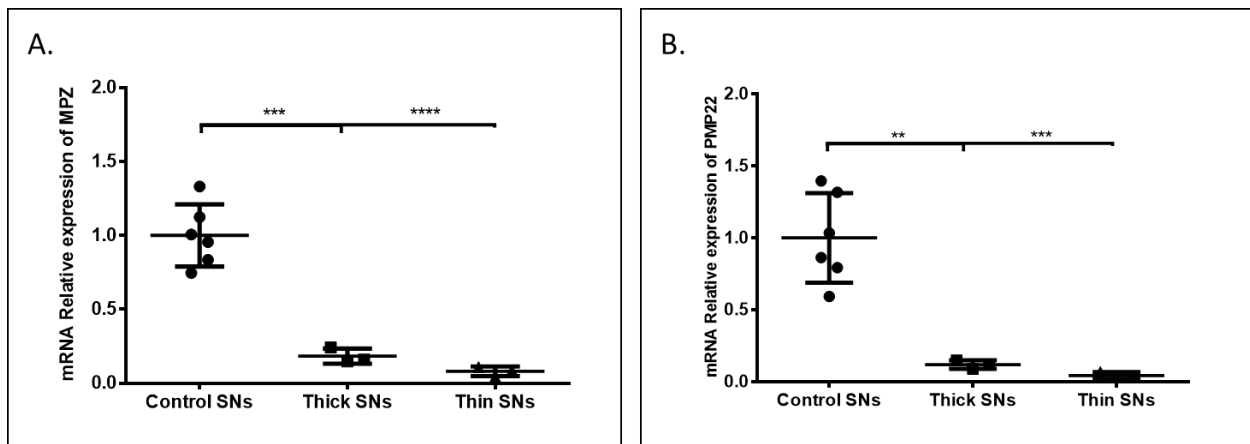 A.
mRNA Relative expression of MPZ
2.0
1.5
1.0
0.5
0.0
*** ****
Control SNs Thick SNs Thin SNs
B.
mRNA Relative expression of PMP22
2.0
1.5
1.0
0.5
0.0
** ***
Control SNs Thick SNs Thin SNs